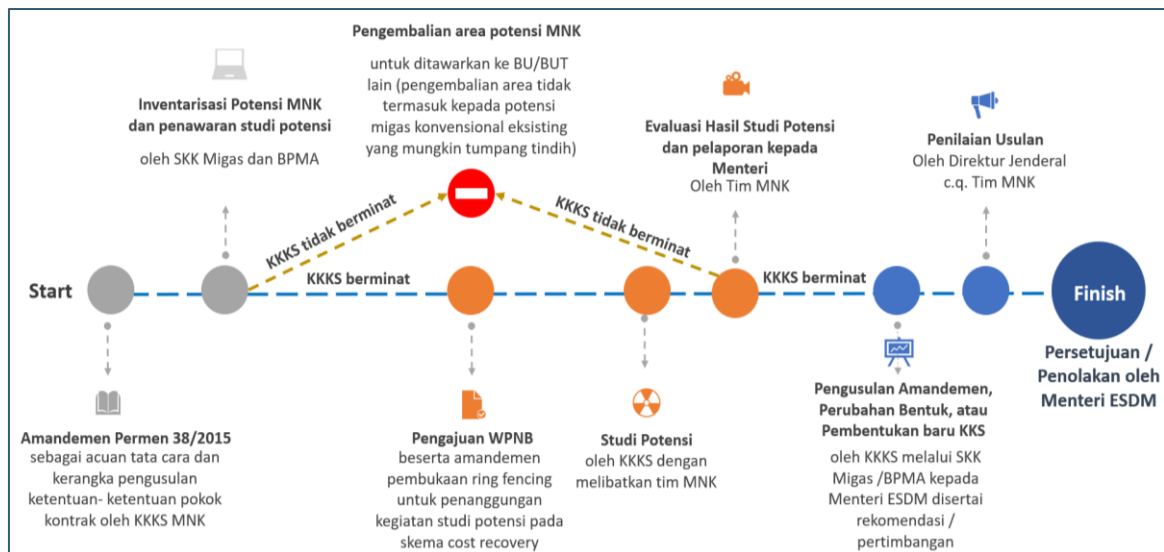 Pengembalian area potensi MNK
untuk ditawarkan ke BU/BUT
lain (pengembalian area tidak
termasuk kepada potensi
migas konvensional eksisting
yang mungkin tumpang tindih)
Inventarisasi Potensi MNK
dan penawaran studi potensi
oleh SKK Migas dan BPMA
Evaluasi Hasil Studi Potensi
dan pelaporan kepada
Menteri
Oleh Tim MNK
Penilaian Usulan
Oleh Direktur Jenderal
c.q. Tim MNK
KKKS tidak berminat
KKKS tidak berminat
Start
KKKS berminat
KKKS berminat
Finish
Persetujuan /
Penolakan oleh
Menteri ESDM
Amandemen Permen 38/2015
sebagai acuan tata cara dan
kerangka pengusulan
ketentuan- ketentuan pokok
kontrak oleh KKKS MNK
Pengajuan WPNB
beserta amandemen
pembukaan ring fencing
untuk penanggungan
kegiatan studi potensi pada
skema cost recovery
Studi Potensi
oleh KKKS dengan
melibatkan tim MNK
Pengusulan Amandemen,
Perubahan Bentuk, atau
Pembentukan baru KKS
oleh KKKS melalui SKK
Migas /BPMA kepada
Menteri ESDM disertai
rekomendasi /
pertimbangan